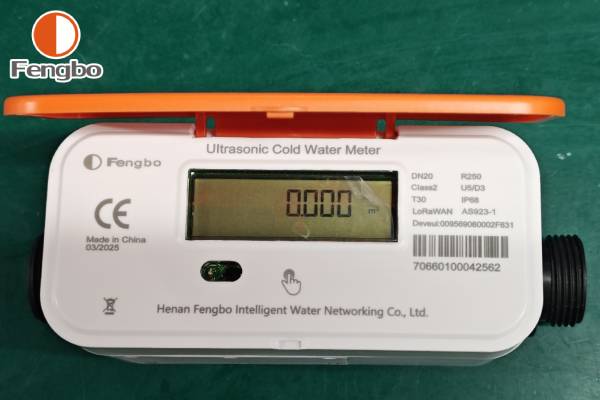 Fengbo
Ultrasonic Cold Water Meter
Fengbo
DN20 R250
Class2 U5/D3
T30 IP68
LoRaWAN AS923-1
Deveui:009569060002F631
0.000 m³
CE
Made in China
03/2025
70660100042562
Henan Fengbo Intelligent Water Networking Co., Ltd.